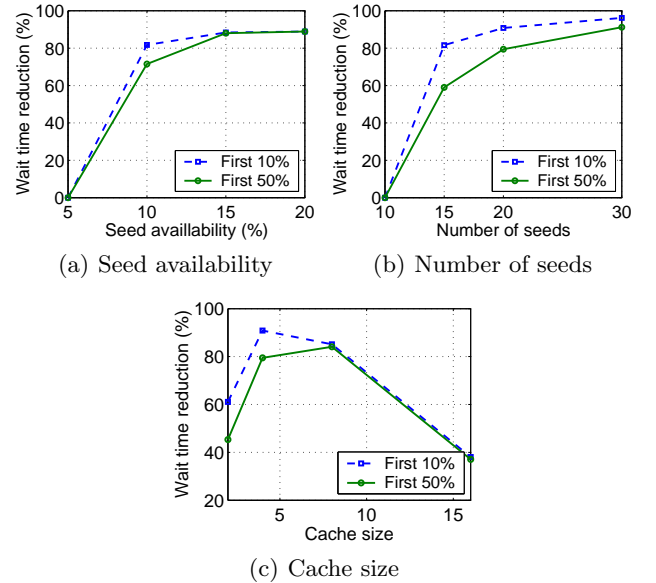 100
80
60
40
20
0
Wait time reduction (%)
First 10%
First 50%
5 10 15 20
Seed availlability (%)
(a) Seed availability
100
80
60
40
20
0
Wait time reduction (%)
First 10%
First 50%
10 15 20 30
Number of seeds
(b) Number of seeds
100
80
60
40
20
Wait time reduction (%)
First 10%
First 50%
5 10 15
Cache size
(c) Cache size